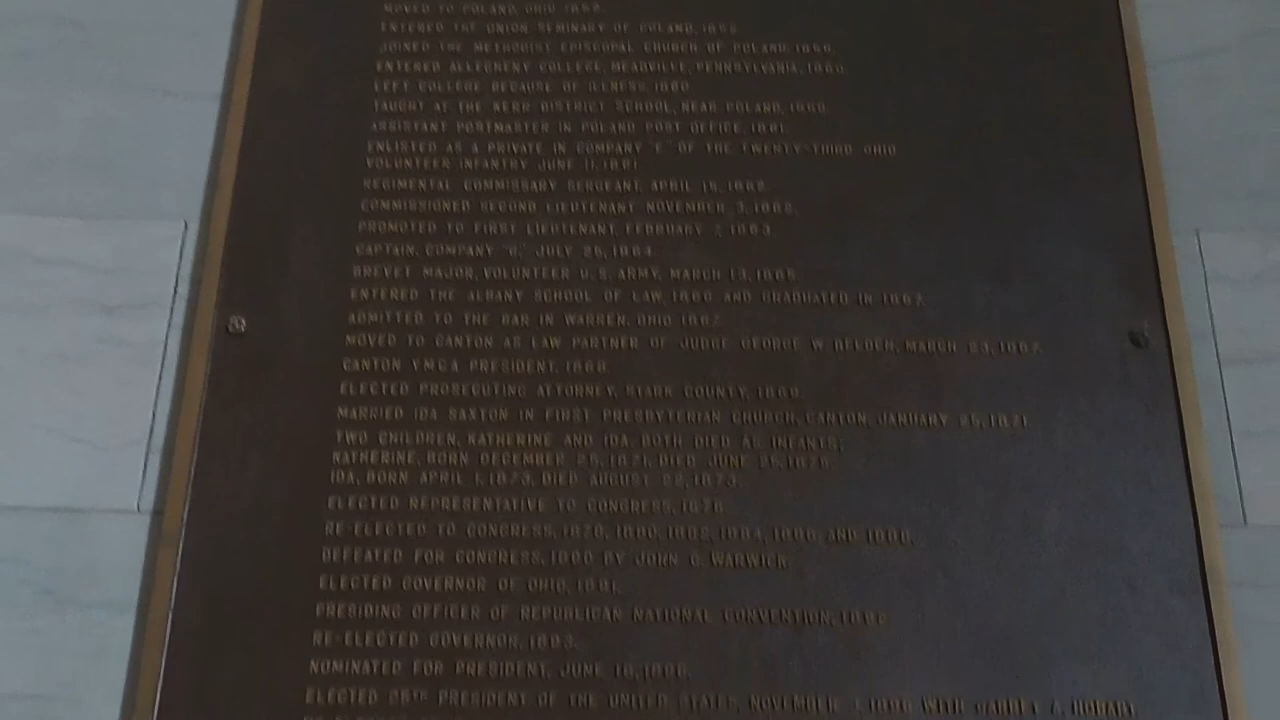 MOVED TO POLAND, OHIO 1852.
ENTERED THE UNION SEMINARY OF POLAND, 1852.
JOINED THE METHODIST EPISCOPAL CHURCH OF POLAND, 1858.
ENTERED ALLEGHENY COLLEGE, MEADVILLE, PENNSYLVANIA, 1860
LEFT COLLEGE BECAUSE OF ILLNESS, 1860
TAUGHT AT THE KERR DISTRICT SCHOOL, NEAR POLAND, 1860
ASSISTANT POSTMASTER IN POLAND POST OFFICE, 1861.
ENLISTED AS A PRIVATE IN COMPANY "E" OF THE TWENTY-THIRD OHIO
VOLUNTEER INFANTRY JUNE 11, 1861
REGIMENTAL COMMISSARY SERGEANT, APRIL 15, 1862
COMMISSIONED SECOND LIEUTENANT NOVEMBER 3, 1862.
PROMOTED TO FIRST LIEUTENANT, FEBRUARY 7, 1863
CAPTAIN, COMPANY "G," JULY 25, 1864
BREVET MAJOR, VOLUNTEER U.S. ARMY, MARCH 13, 1865
ENTERED THE ALBANY SCHOOL OF LAW, 1866 AND GRADUATED IN 1867.
ADMITTED TO THE BAR IN WARREN, OHIO 1867
MOVED TO CANTON AS LAW PARTNER OF JUDGE GEORGE W BELDEN, MARCH 23, 1867.
CANTON YMCA PRESIDENT, 1868
ELECTED PROSECUTING ATTORNEY, STARK COUNTY, 1869.
MARRIED IDA SAXTON IN FIRST PRESBYTERIAN CHURCH, CANTON, JANUARY 25, 1871.
TWO CHILDREN, KATHERINE AND IDA, BOTH DIED AS INFANTS;
KATHERINE, BORN DECEMBER 25, 1871, DIED JUNE 25, 1875.
IDA, BORN APRIL 1, 1873, DIED AUGUST 22, 1873.
ELECTED REPRESENTATIVE TO CONGRESS, 1876
RE-ELECTED TO CONGRESS, 1878, 1880, 1882, 1884, 1886, AND 1888.
DEFEATED FOR CONGRESS, 1890 BY JOHN G. WARWICK
ELECTED GOVERNOR OF OHIO, 1891.
PRESIDING OFFICER OF REPUBLICAN NATIONAL CONVENTION, 1892
RE-ELECTED GOVERNOR, 1893.
NOMINATED FOR PRESIDENT, JUNE 18, 1896.
ELECTED 25TH PRESIDENT OF THE UNITED STATES, NOVEMBER 3, 1896 WITH GARRET A. HOBART.